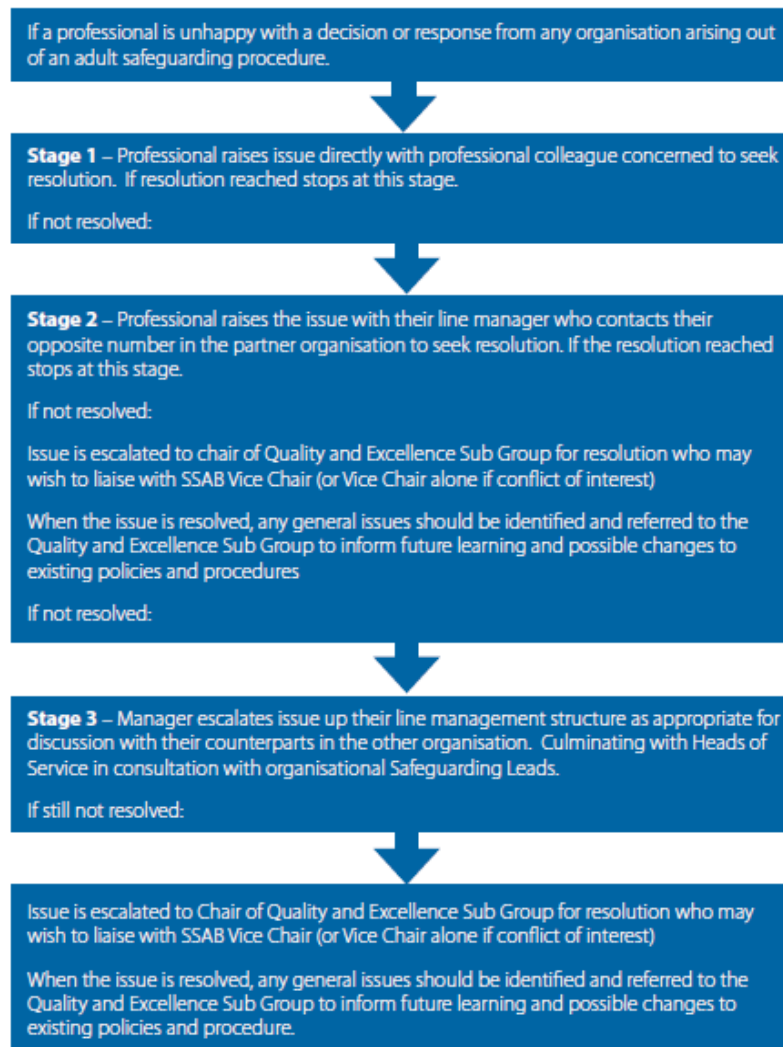 If a professional is unhappy with a decision or response from any organisation arising out
of an adult safeguarding procedure.
Stage 1 – Professional raises issue directly with professional colleague concerned to seek
resolution. If resolution reached stops at this stage.
If not resolved:
Stage 2 – Professional raises the issue with their line manager who contacts their
opposite number in the partner organisation to seek resolution. If the resolution reached
stops at this stage.
If not resolved:
Issue is escalated to chair of Quality and Excellence Sub Group for resolution who may
wish to liaise with SSAB Vice Chair (or Vice Chair alone if conflict of interest)
When the issue is resolved, any general issues should be identified and referred to the
Quality and Excellence Sub Group to inform future learning and possible changes to
existing policies and procedures
If not resolved:
Stage 3 – Manager escalates issue up their line management structure as appropriate for
discussion with their counterparts in the other organisation. Culminating with Heads of
Service in consultation with organisational Safeguarding Leads.
If still not resolved:
Issue is escalated to Chair of Quality and Excellence Sub Group for resolution who may
wish to liaise with SSAB Vice Chair (or Vice Chair alone if conflict of interest)
When the issue is resolved, any general issues should be identified and referred to the
Quality and Excellence Sub Group to inform future learning and possible changes to
existing policies and procedure.